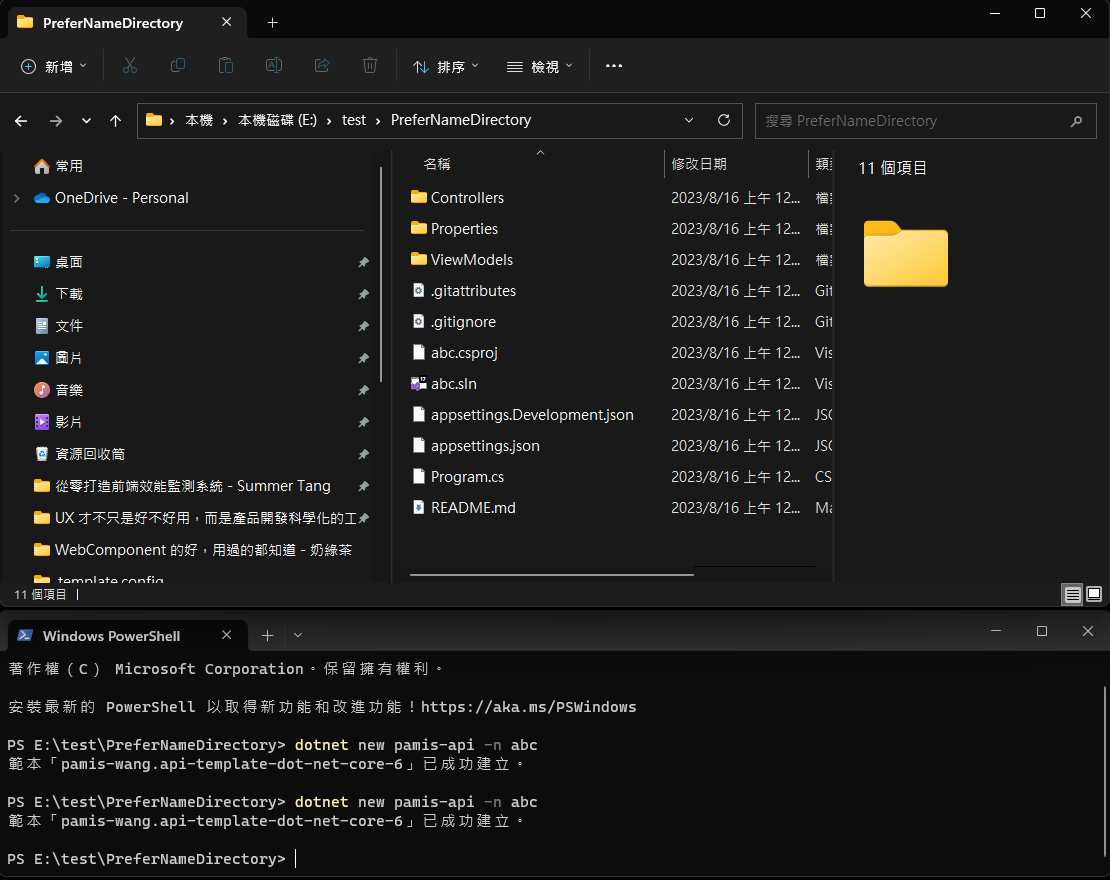 PreferNameDirectory
新增
排序
檢視
本機 › 本機磁碟 (E:) › test › PreferNameDirectory
搜尋 PreferNameDirectory
常用
OneDrive - Personal
桌面
下載
文件
圖片
音樂
影片
資源回收筒
從零打造前端效能監測系統 - Summer Tang
UX 才不只是好不好用，而是產品開發科學化的工
WebComponent 的好，用過的都知道 - 奶綠茶
.template.config
名稱 修改日期 類型
Controllers 2023/8/16 上午 12... 檔案
Properties 2023/8/16 上午 12... 檔案
ViewModels 2023/8/16 上午 12... 檔案
.gitattributes 2023/8/16 上午 12... Git
.gitignore 2023/8/16 上午 12... Git
abc.csproj 2023/8/16 上午 12... Vis
abc.sln 2023/8/16 上午 12... Vis
appsettings.Development.json 2023/8/16 上午 12... JSO
appsettings.json 2023/8/16 上午 12... JSO
Program.cs 2023/8/16 上午 12... CS
README.md 2023/8/16 上午 12... Ma
11 個項目
11 個項目
Windows PowerShell
著作權 (C) Microsoft Corporation。保留擁有權利。
安裝最新的 PowerShell 以取得新功能和改進功能！https://aka.ms/PSWindows
PS E:\test\PreferNameDirectory> dotnet new pamis-api -n abc
範本「pamis-wang.api-template-dot-net-core-6」已成功建立。
PS E:\test\PreferNameDirectory> dotnet new pamis-api -n abc
範本「pamis-wang.api-template-dot-net-core-6」已成功建立。
PS E:\test\PreferNameDirectory>